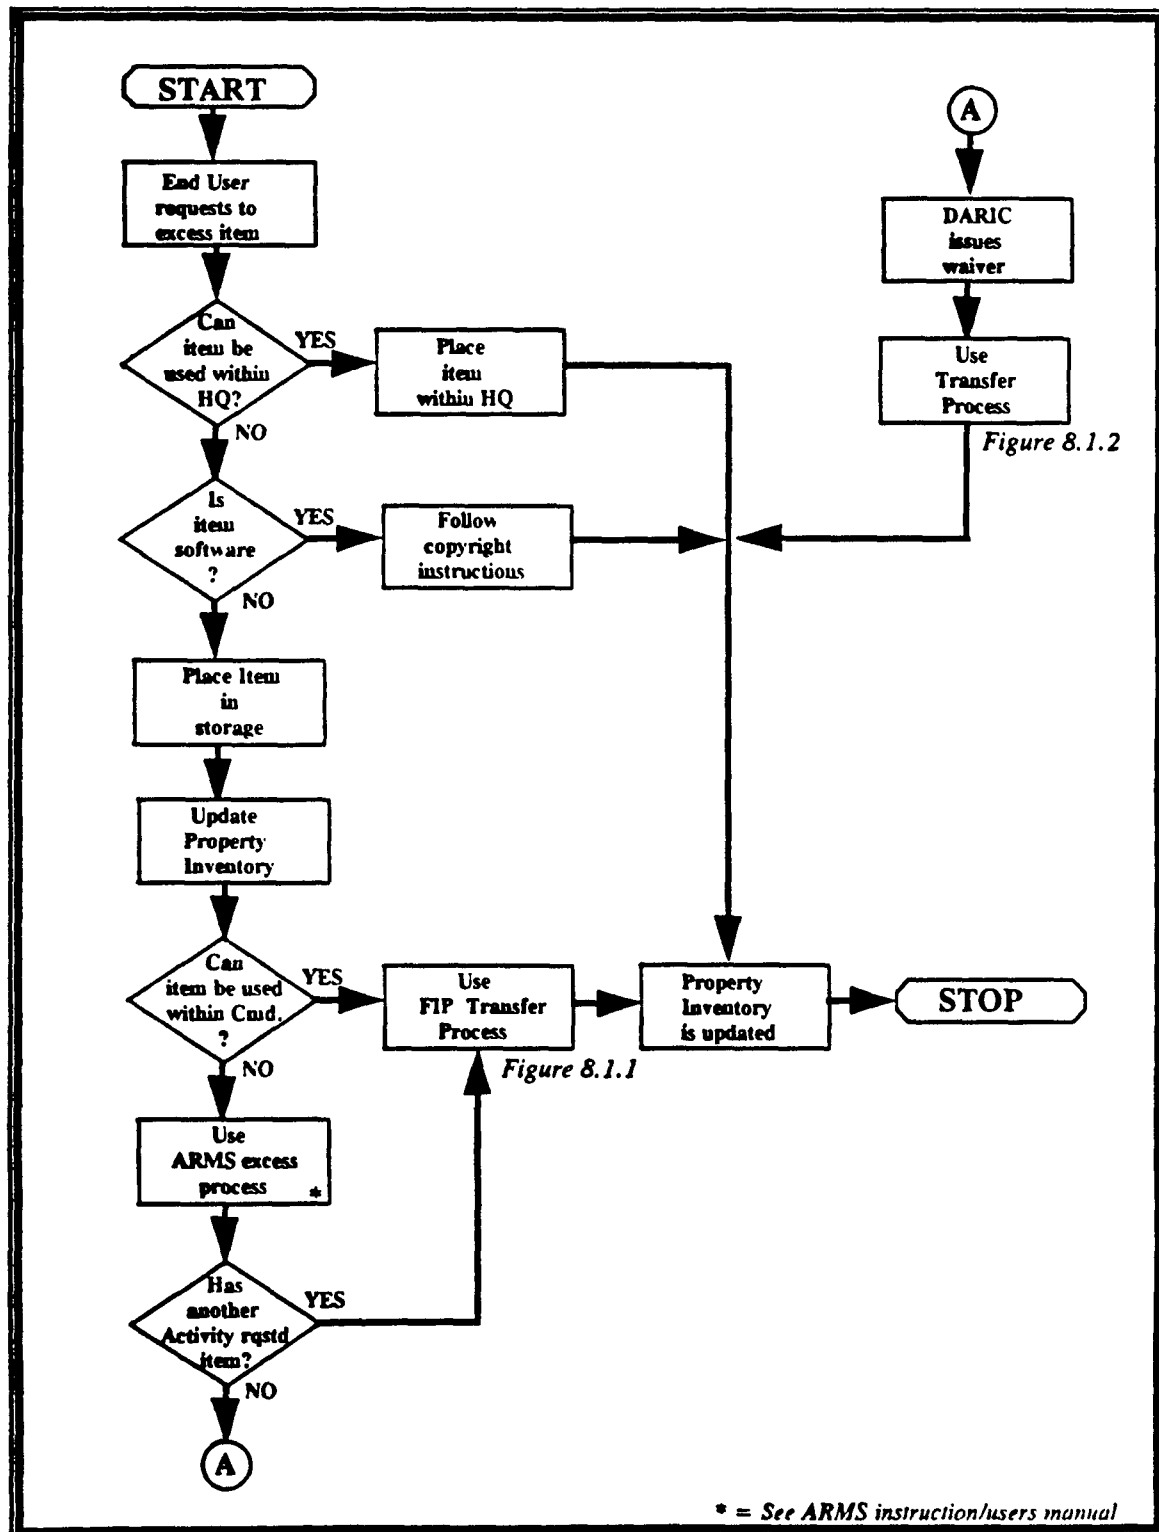 START
End User
requests to
excess item
Can
item be
used within
HQ?
YES
Place
item
within HQ
NO
Is
item
software
?
YES
Follow
copyright
instructions
NO
Place Item
in
storage
Update
Property
Inventory
Can
item be used
within Cmd.
?
YES
Use
FIP Transfer
Process
Figure 8.1.1
Property
Inventory
is updated
STOP
NO
Use
ARMS excess
process
*
Has
another
Activity rqstd
item?
YES
NO
A
A
DARIC
issues
waiver
Use
Transfer
Process
Figure 8.1.2
* = See ARMS instruction/users manual